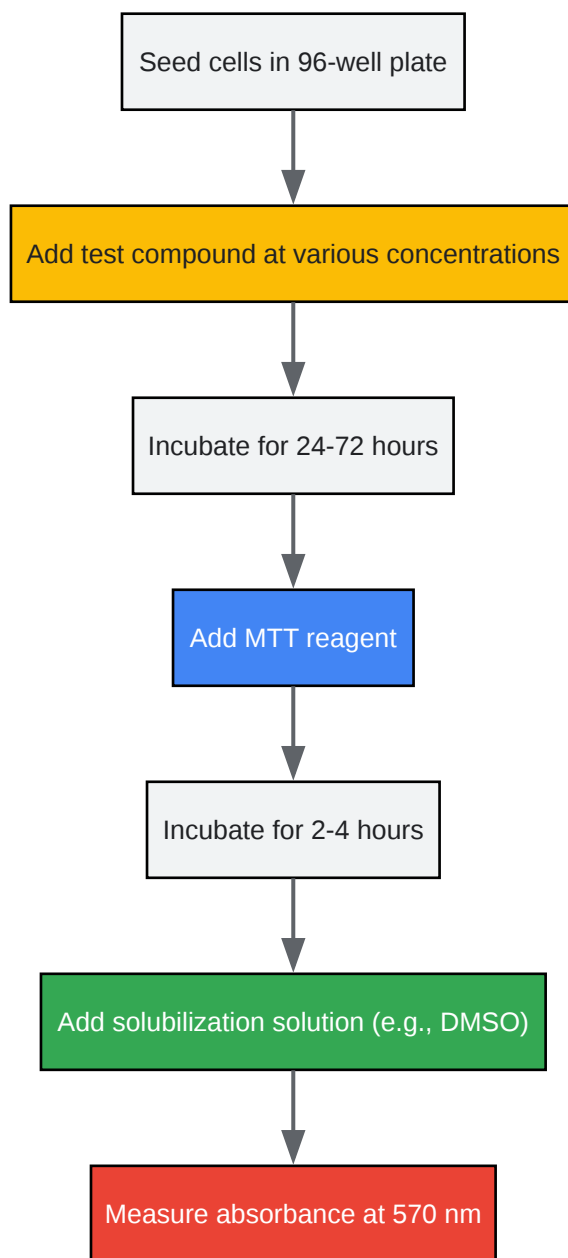 Seed cells in 96-well plate
Add test compound at various concentrations
Incubate for 24-72 hours
Add MTT reagent
Incubate for 2-4 hours
Add solubilization solution (e.g., DMSO)
Measure absorbance at 570 nm